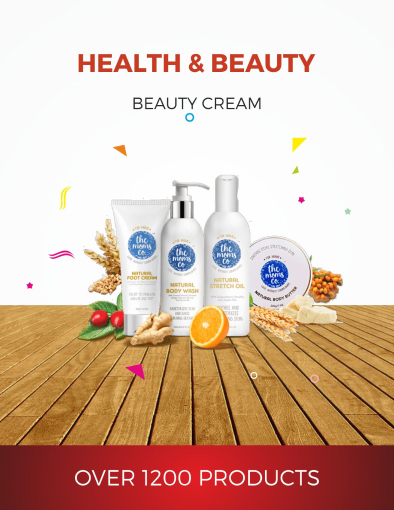 HEALTH & BEAUTY
BEAUTY CREAM
the
moms
co.
NATURAL
FOOT CREAM
the
moms
co.
NATURAL
BODY WASH
the
moms
co.
NATURAL
STRETCH OIL
the
moms
co.
NATURAL BODY BUTTER
OVER 1200 PRODUCTS